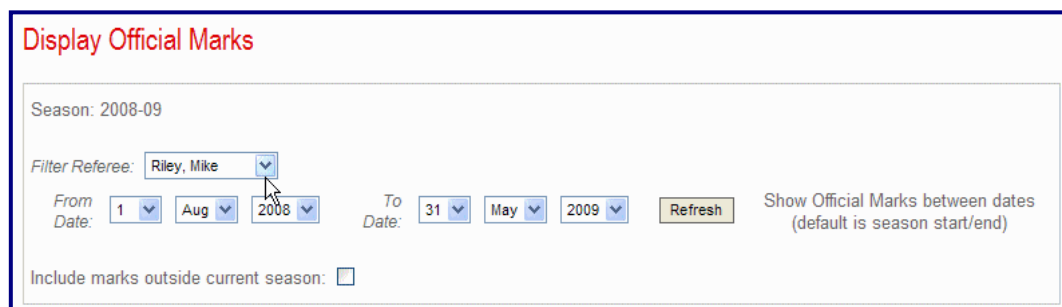 Display Official Marks
Season: 2008-09
Filter Referee: Riley, Mike
From Date: 1 Aug 2008 To Date: 31 May 2009 Refresh Show Official Marks between dates
(default is season start/end)
Include marks outside current season: